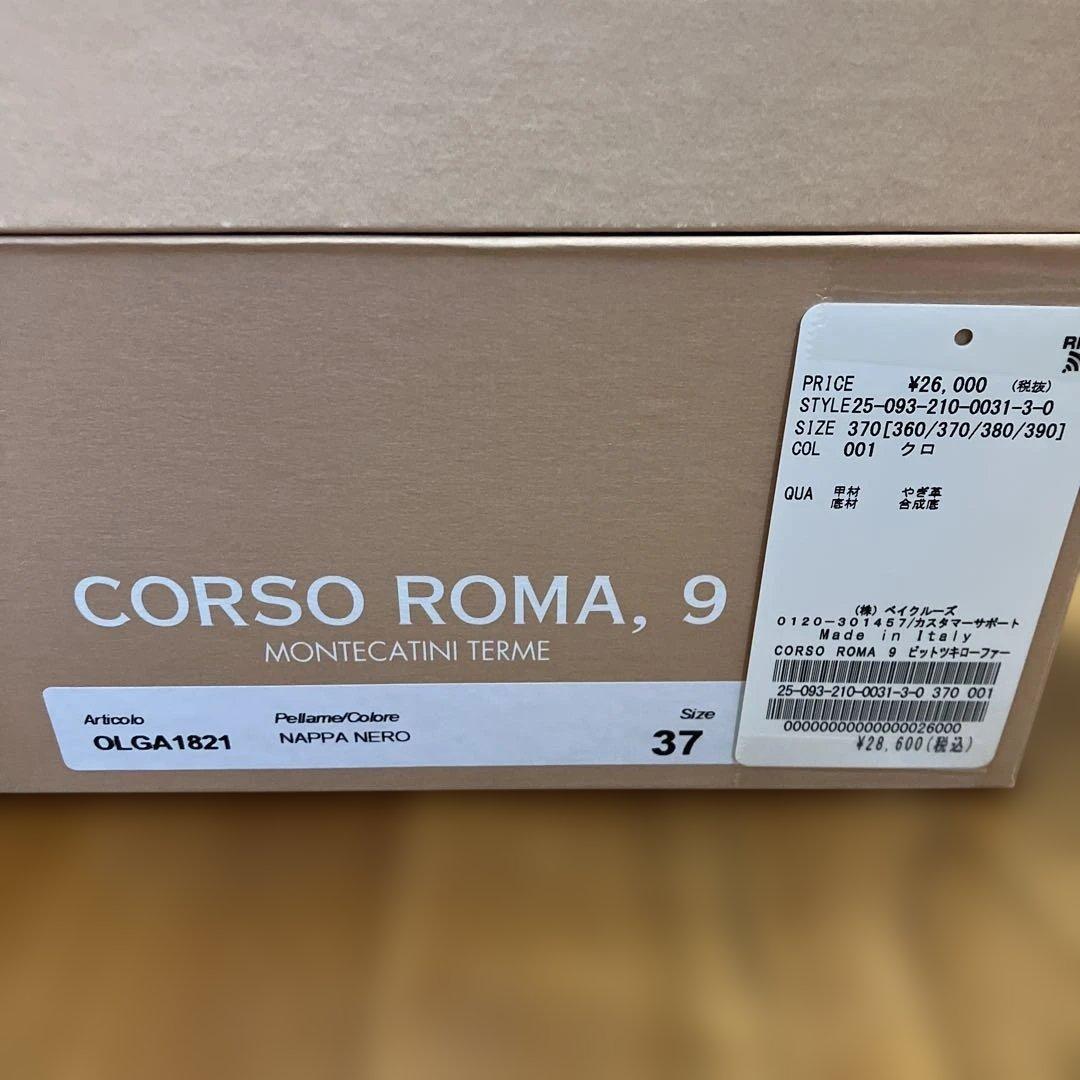 CORSO ROMA, 9
MONTECATINI TERME
Articolo Pellame/Colore Size
OLGA1821 NAPPA NERO 37
PRICE ¥26,000 (税抜)
STYLE25-093-210-0031-3-0
SIZE 370[360/370/380/390]
COL 001 クロ
QUA 甲材 やぎ革
底材 合成底
(株)ベイクルーズ
0120-301457/カスタマーサポート
Made in Italy
CORSO ROMA 9 ビットツキローファー
25-093-210-0031-3-0 370 001
00000000000000026000
¥28,600(税込)